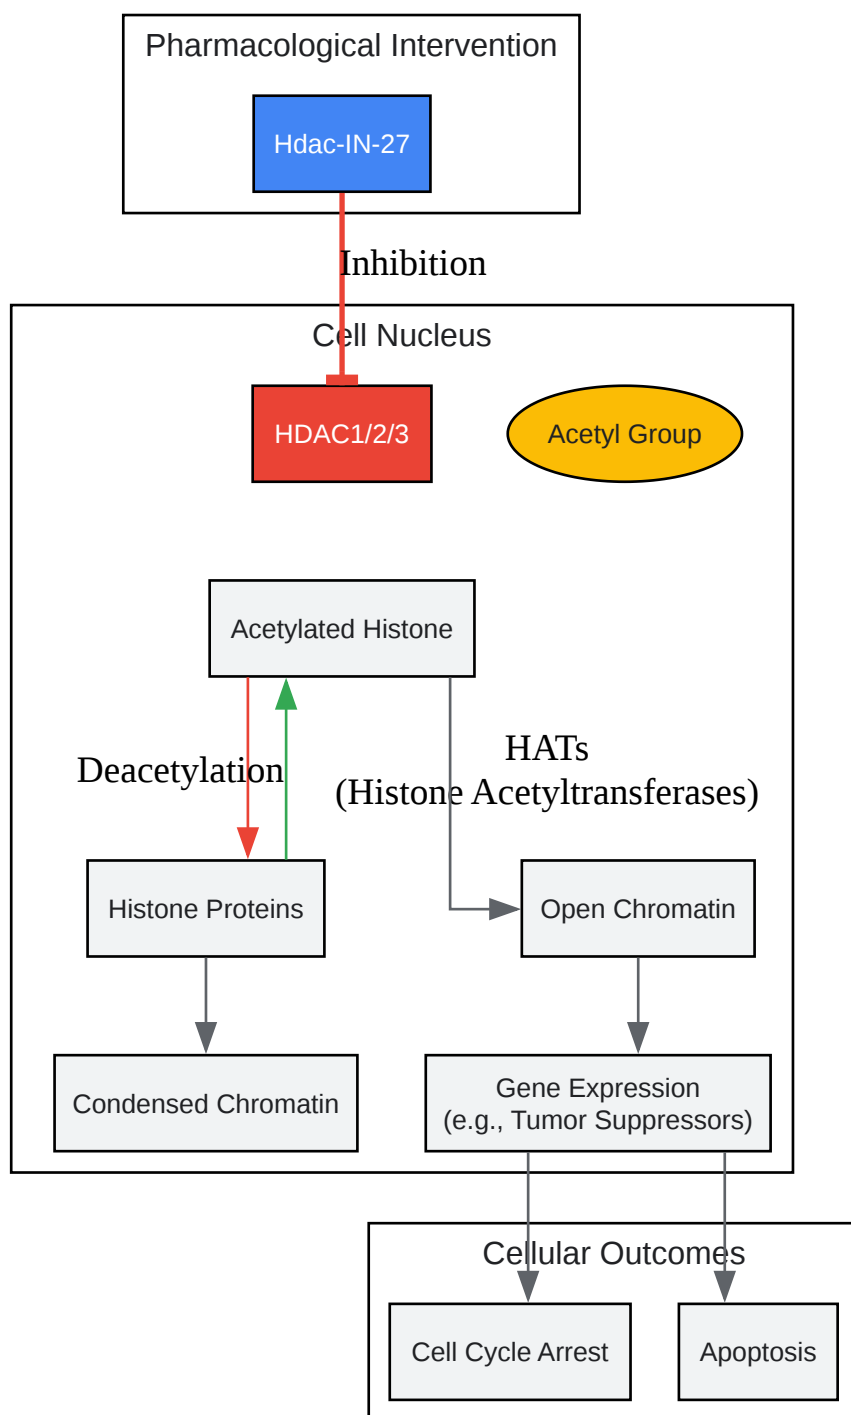 Pharmacological Intervention
Hdac-IN-27
Inhibition
Cell Nucleus
HDAC1/2/3
Acetyl Group
Acetylated Histone
Deacetylation
HATs
(Histone Acetyltransferases)
Histone Proteins
Open Chromatin
Condensed Chromatin
Gene Expression
(e.g., Tumor Suppressors)
Cellular Outcomes
Cell Cycle Arrest
Apoptosis